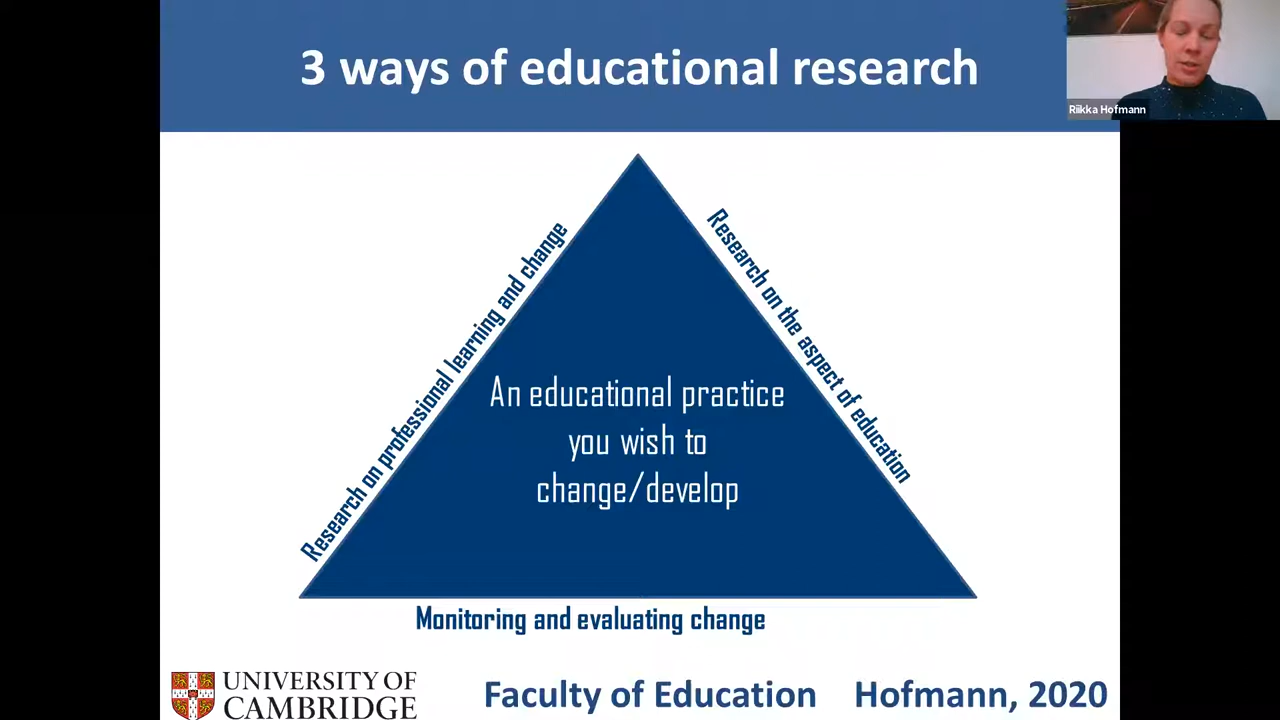 3 ways of educational research
Riikka Hofmann
Research on professional learning and change
Research on the aspect of education
An educational practice
you wish to
change/develop
Monitoring and evaluating change
UNIVERSITY OF
CAMBRIDGE
Faculty of Education Hofmann, 2020